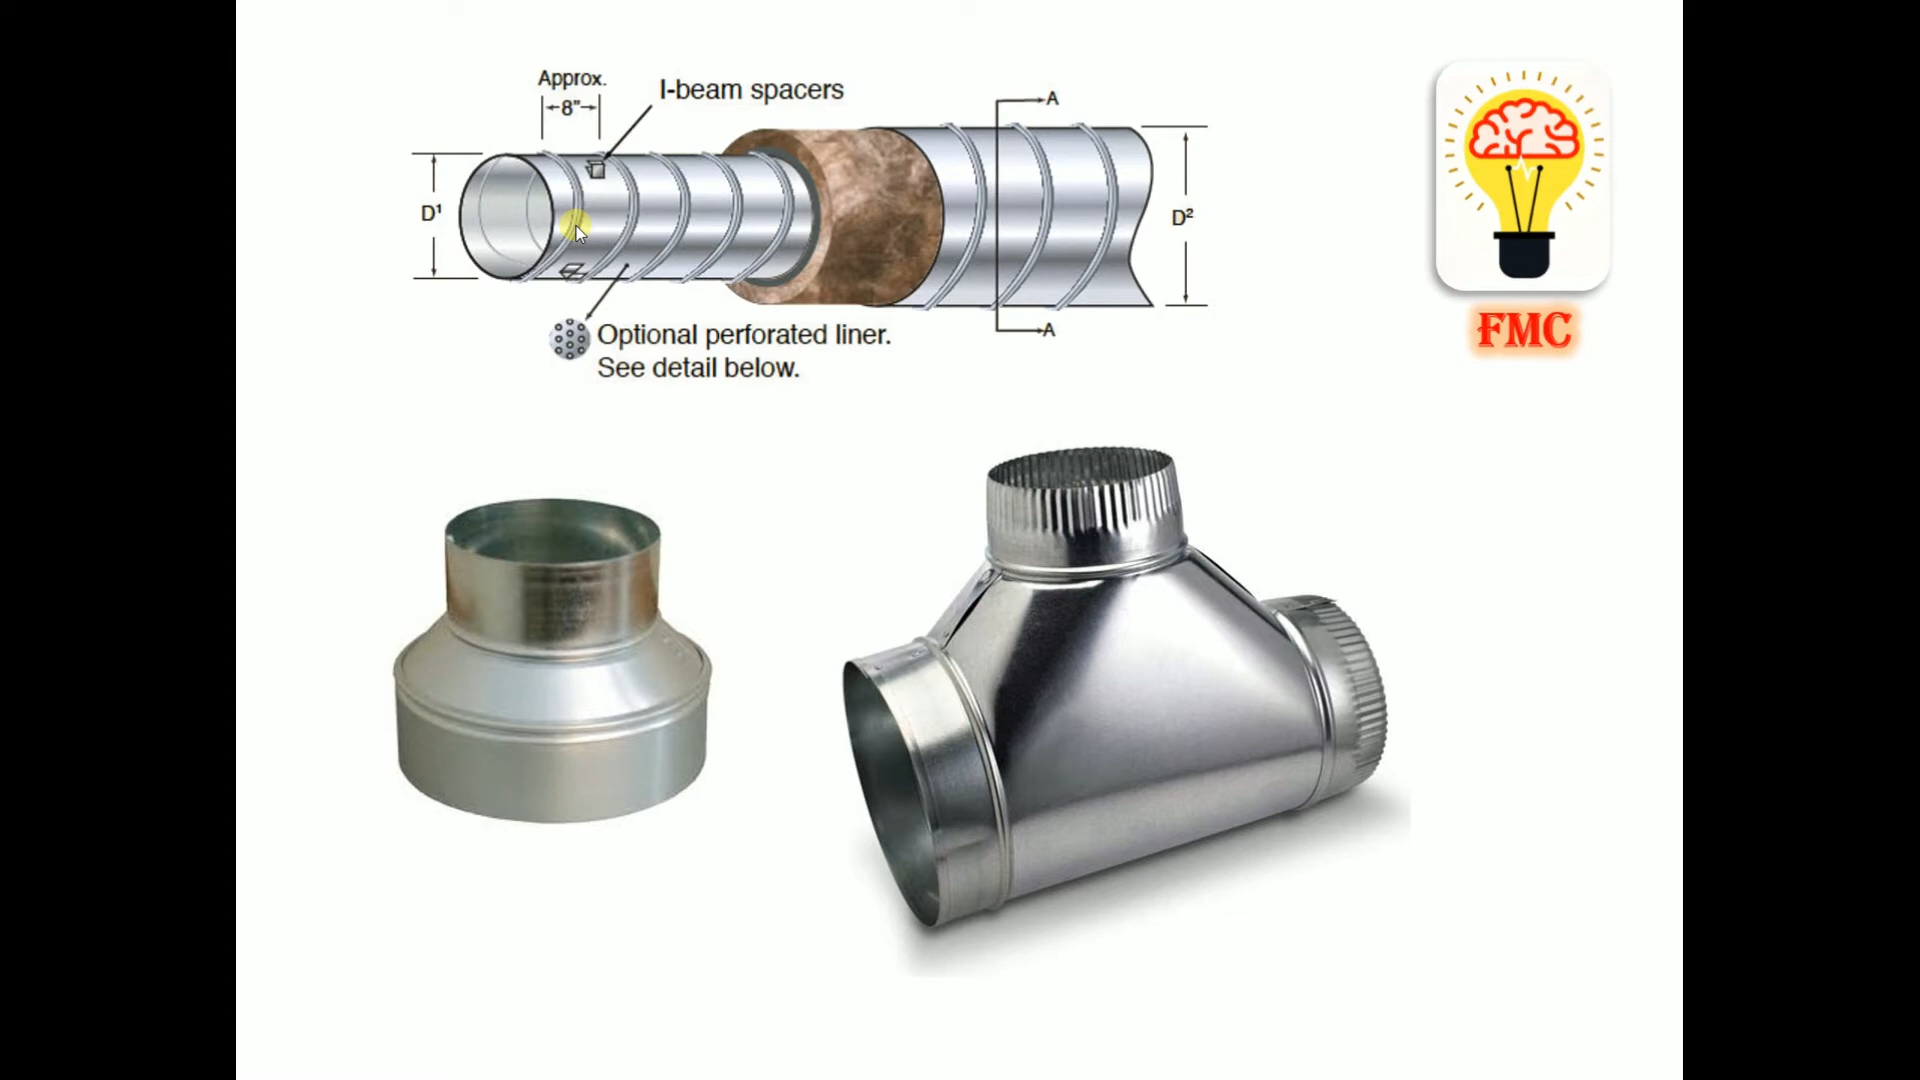 Approx.
8"
I-beam spacers
A
D¹
D²
A
Optional perforated liner.
See detail below.
FMC